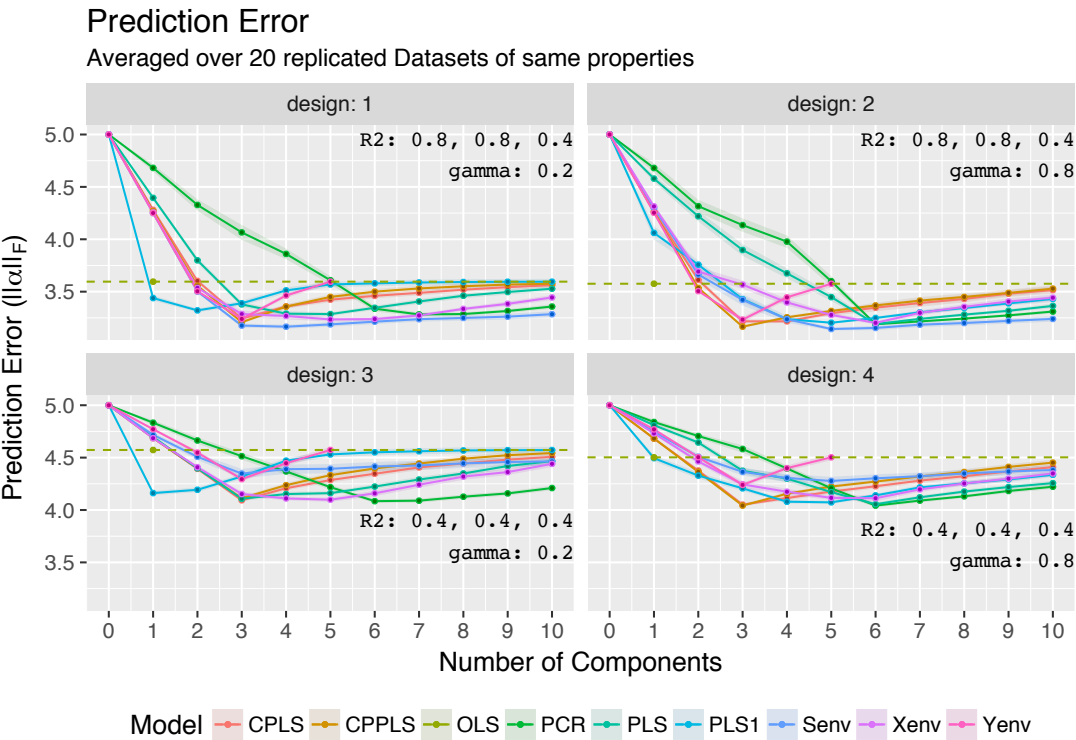 Prediction Error
Averaged over 20 replicated Datasets of same properties
design: 1
design: 2
R2: 0.8, 0.8, 0.4
gamma: 0.2
R2: 0.8, 0.8, 0.4
gamma: 0.8
5.0
4.5
4.0
3.5
design: 3
design: 4
R2: 0.4, 0.4, 0.4
gamma: 0.2
R2: 0.4, 0.4, 0.4
gamma: 0.8
5.0
4.5
4.0
3.5
Prediction Error (||α||F)
0 1 2 3 4 5 6 7 8 9 10
0 1 2 3 4 5 6 7 8 9 10
Number of Components
Model CPLS CPPLS OLS PCR PLS PLS1 Senv Xenv Yenv